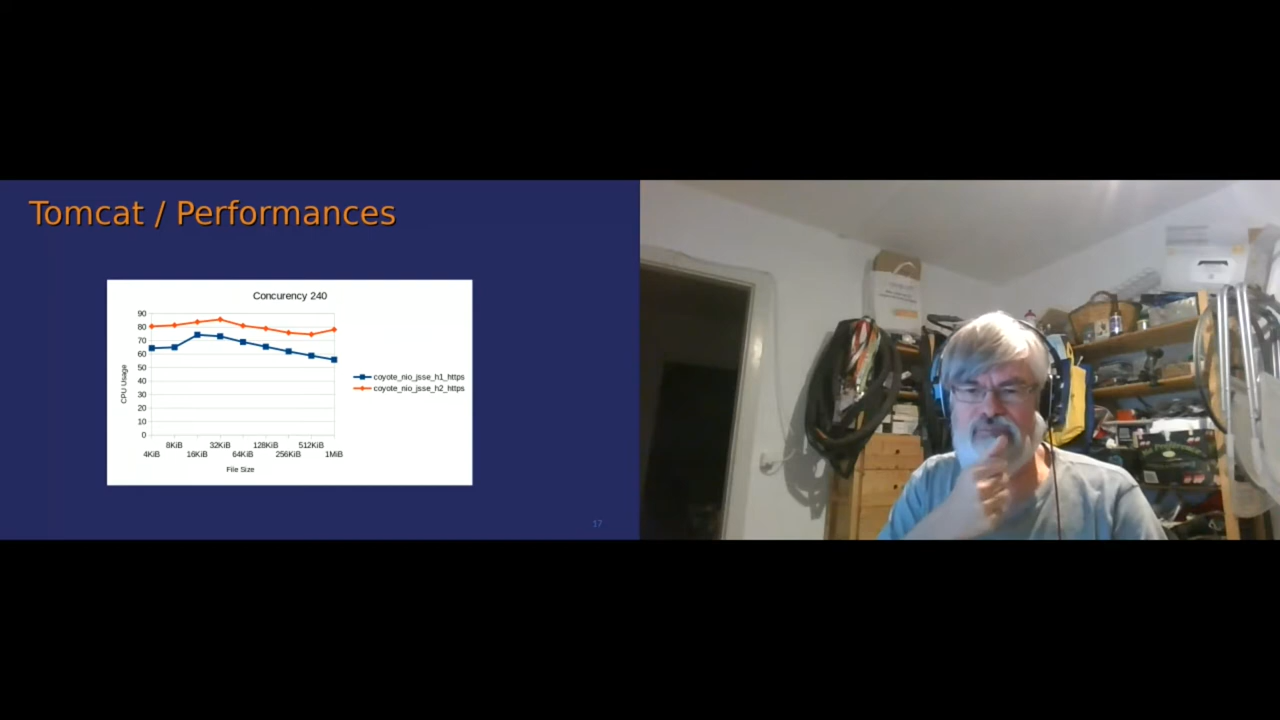 Tomcat / Performances
Concurency 240
90
80
70
60
50
40
30
20
10
0
CPU Usage
8KiB 32KiB 128KiB 512KiB
4KiB 16KiB 64KiB 256KiB 1MiB
File Size
coyote_nio_jsse_h1_https
coyote_nio_jsse_h2_https
17